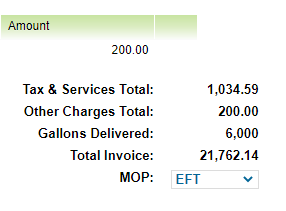 Amount
200.00
Tax & Services Total: 1,034.59
Other Charges Total: 200.00
Gallons Delivered: 6,000
Total Invoice: 21,762.14
MOP: EFT